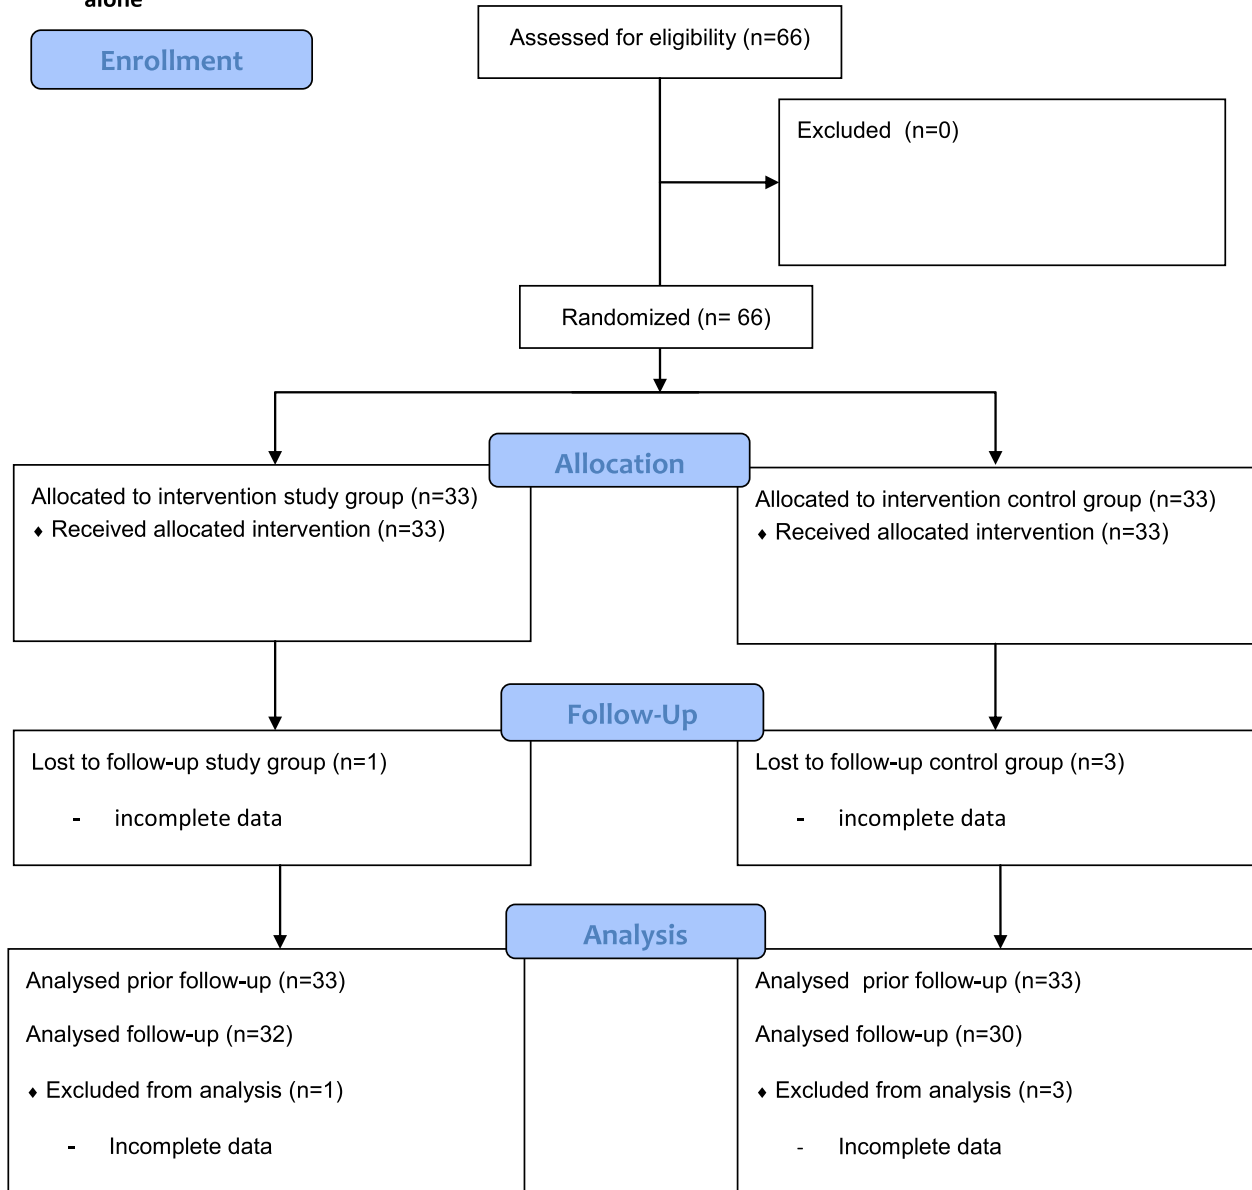 alone
Enrollment
Assessed for eligibility (n=66)
Excluded  (n=0)
Randomized (n= 66)
Allocation
Allocated to intervention study group (n=33)
♦ Received allocated intervention (n=33)
Allocated to intervention control group (n=33)
♦ Received allocated intervention (n=33)
Follow-Up
Lost to follow-up study group (n=1)
- incomplete data
Lost to follow-up control group (n=3)
- incomplete data
Analysis
Analysed prior follow-up (n=33)
Analysed follow-up (n=32)
♦ Excluded from analysis (n=1)
- Incomplete data
Analysed  prior follow-up (n=33)
Analysed follow-up (n=30)
♦ Excluded from analysis (n=3)
- Incomplete data